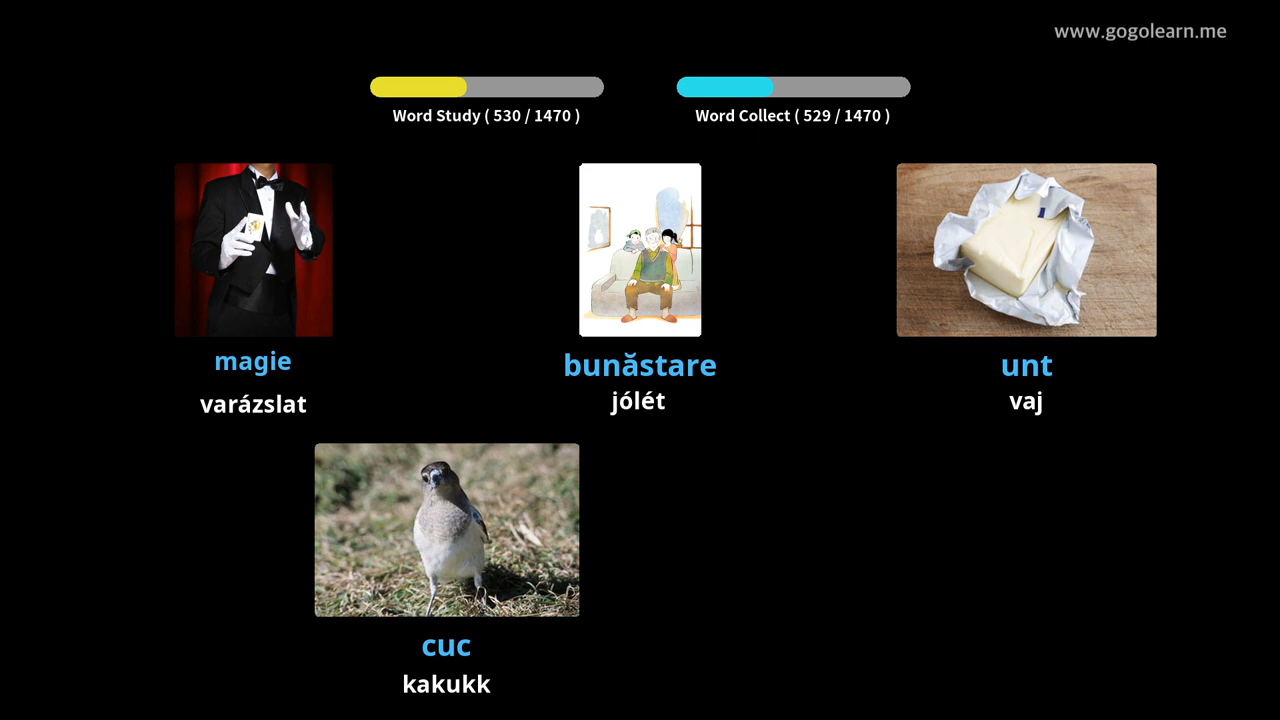 www.gogolearn.me
Word Study ( 530 / 1470 )
Word Collect ( 529 / 1470 )
magie
varázslat
bunăstare
jólét
unt
vaj
cuc
kakukk